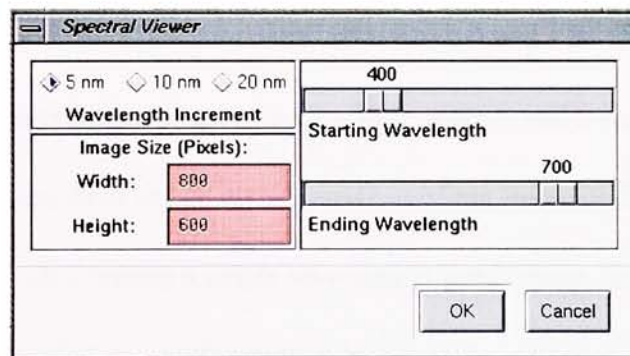 Spectral Viewer
5 nm 10 nm 20 nm
Wavelength Increment
Image Size (Pixels):
Width: 800
Height: 600
400
Starting Wavelength
700
Ending Wavelength
OK Cancel